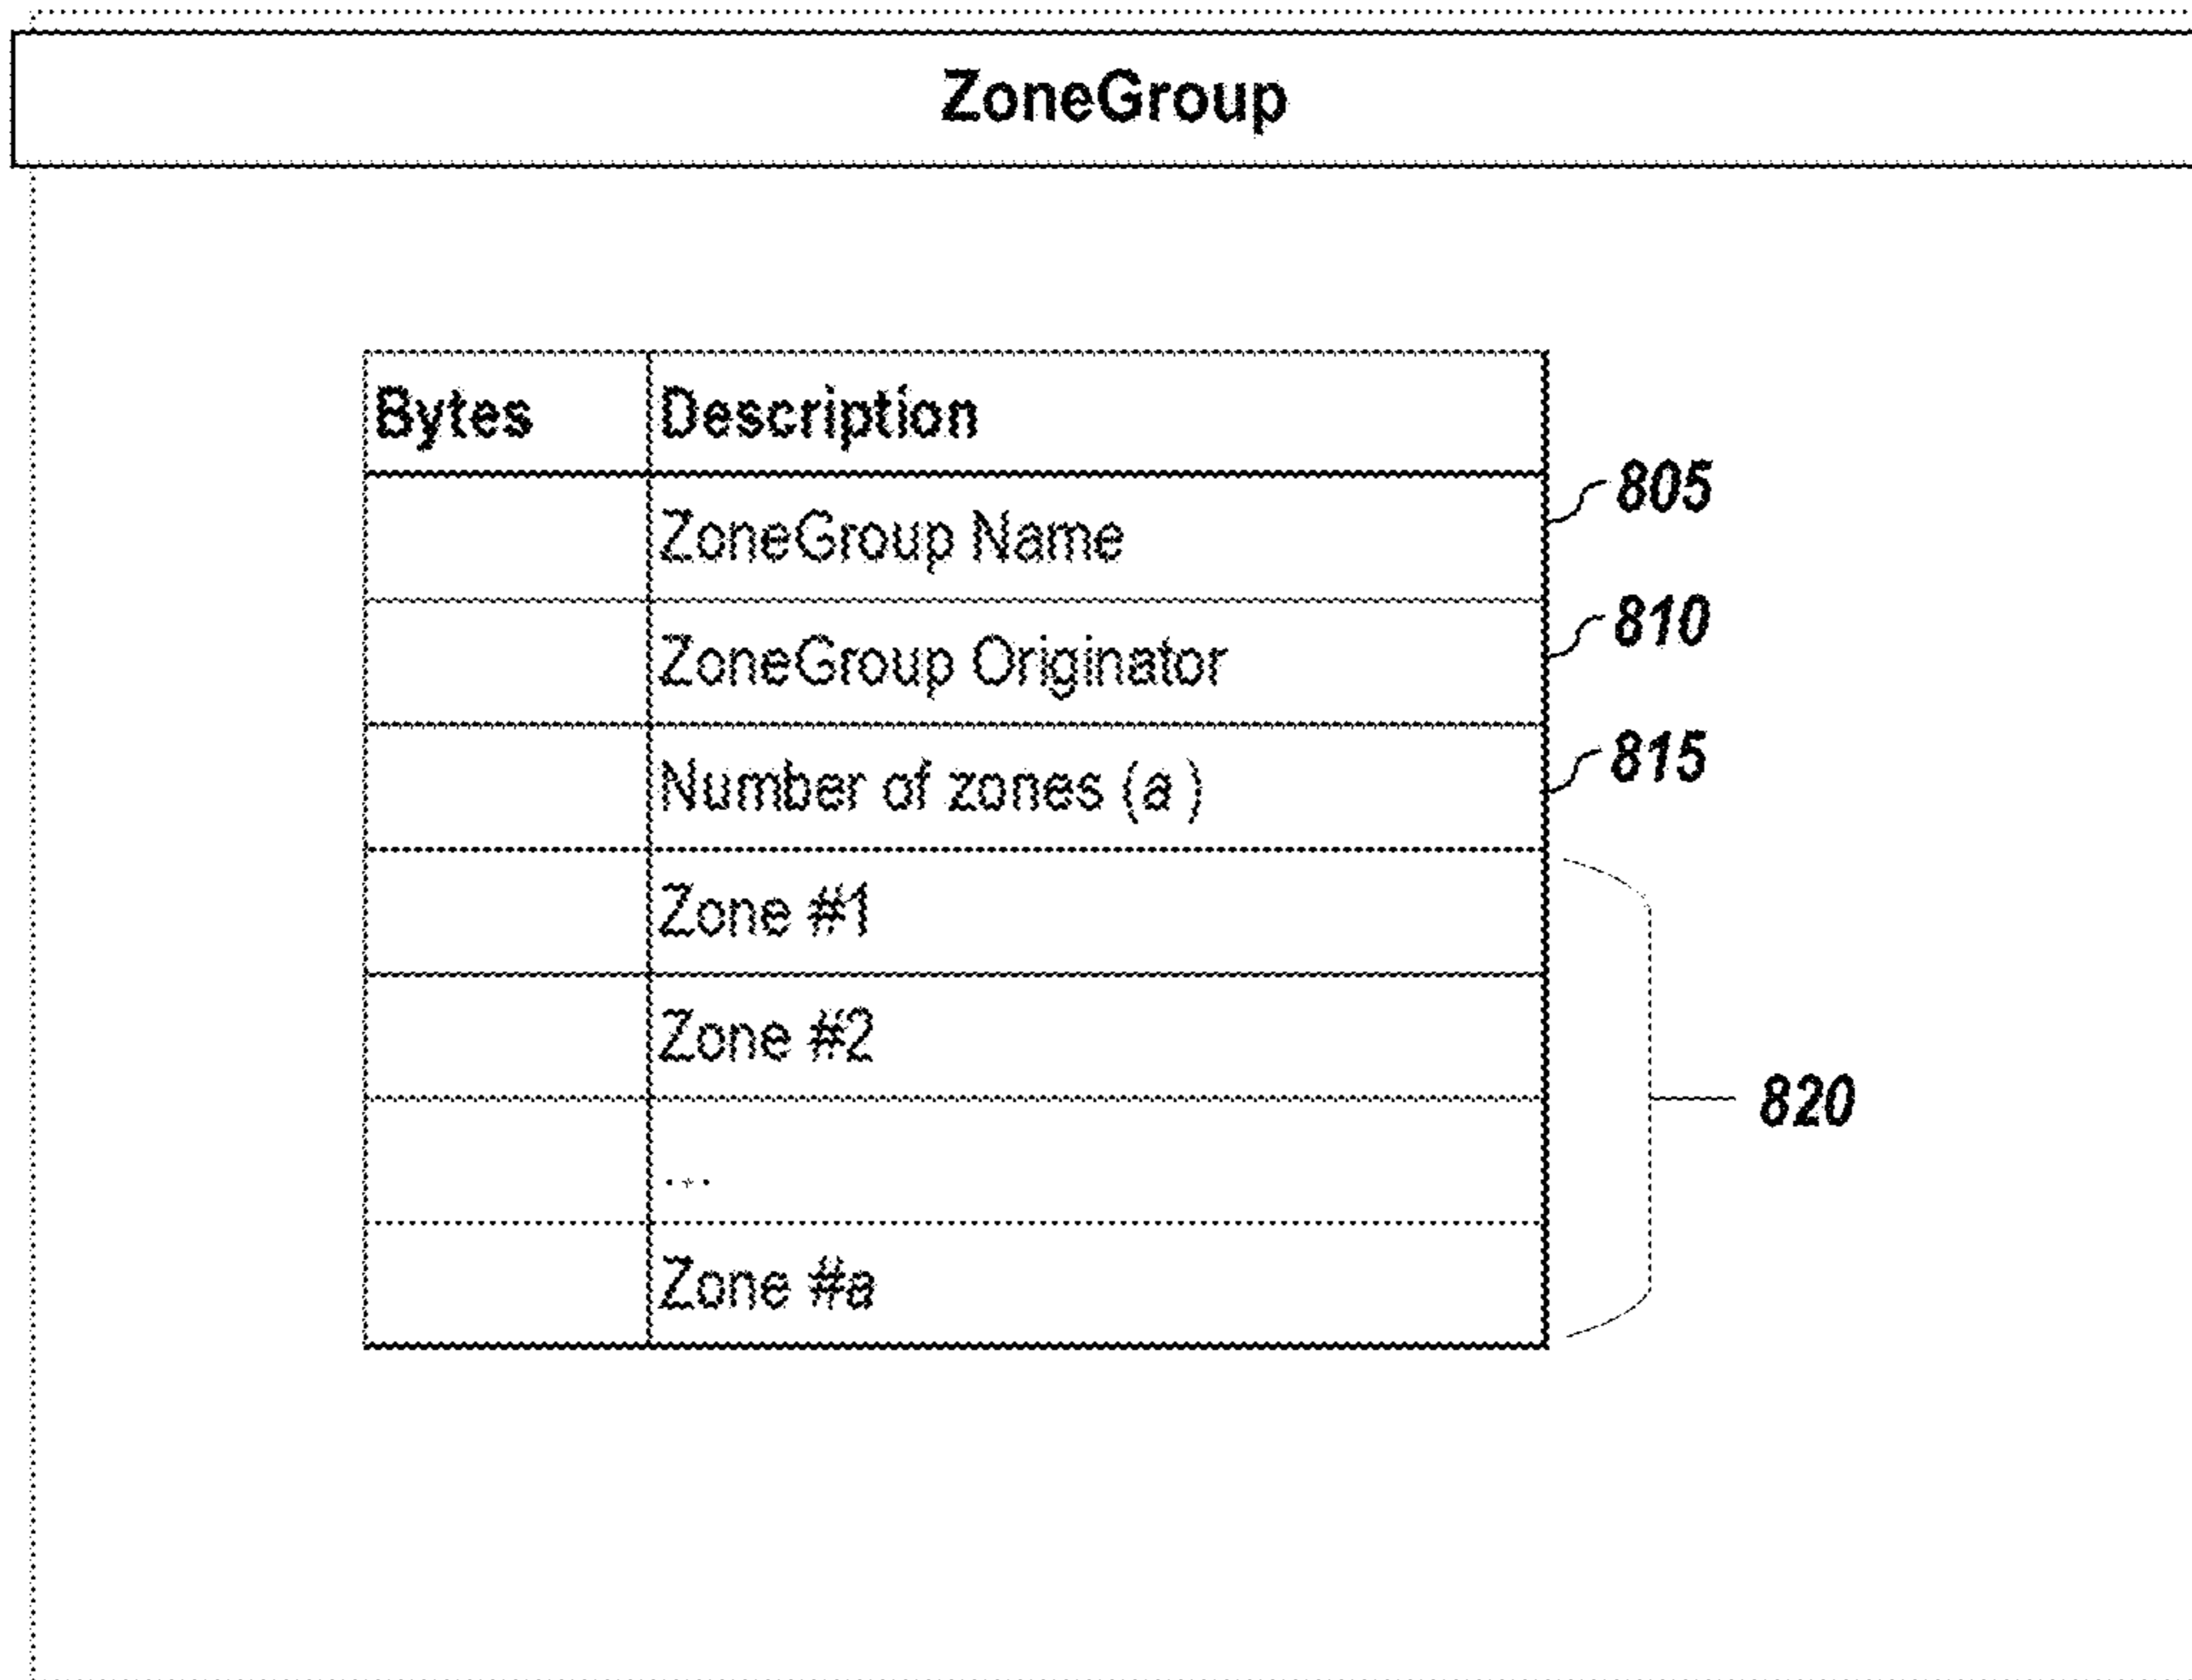 ZoneGroup
Bytes Description
ZoneGroup Name 805
ZoneGroup Originator 810
Number of zones (a ) 815
Zone #1
Zone #2
... 820
Zone #a